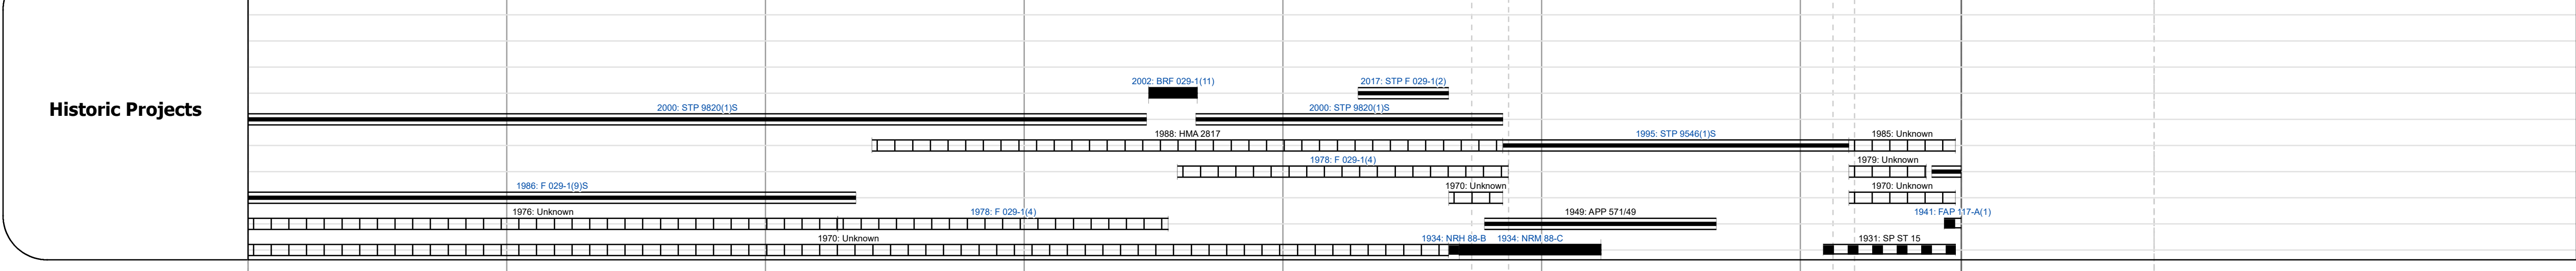 2002: BRF 029-1(11) 2017: STP F 029-1(2)
2000: STP 9820(1)S 2000: STP 9820(1)S
Historic Projects
1988: HMA 2817 1995: STP 9546(1)S 1985: Unknown
1978: F 029-1(4) 1979: Unknown
1986: F 029-1(9)S 1970: Unknown 1970: Unknown
1976: Unknown 1978: F 029-1(4) 1949: APP 571/49 1941: FAP 117-A(1)
1970: Unknown 1934: NRH 88-B 1934: NRM 88-C 1931: SP ST 15